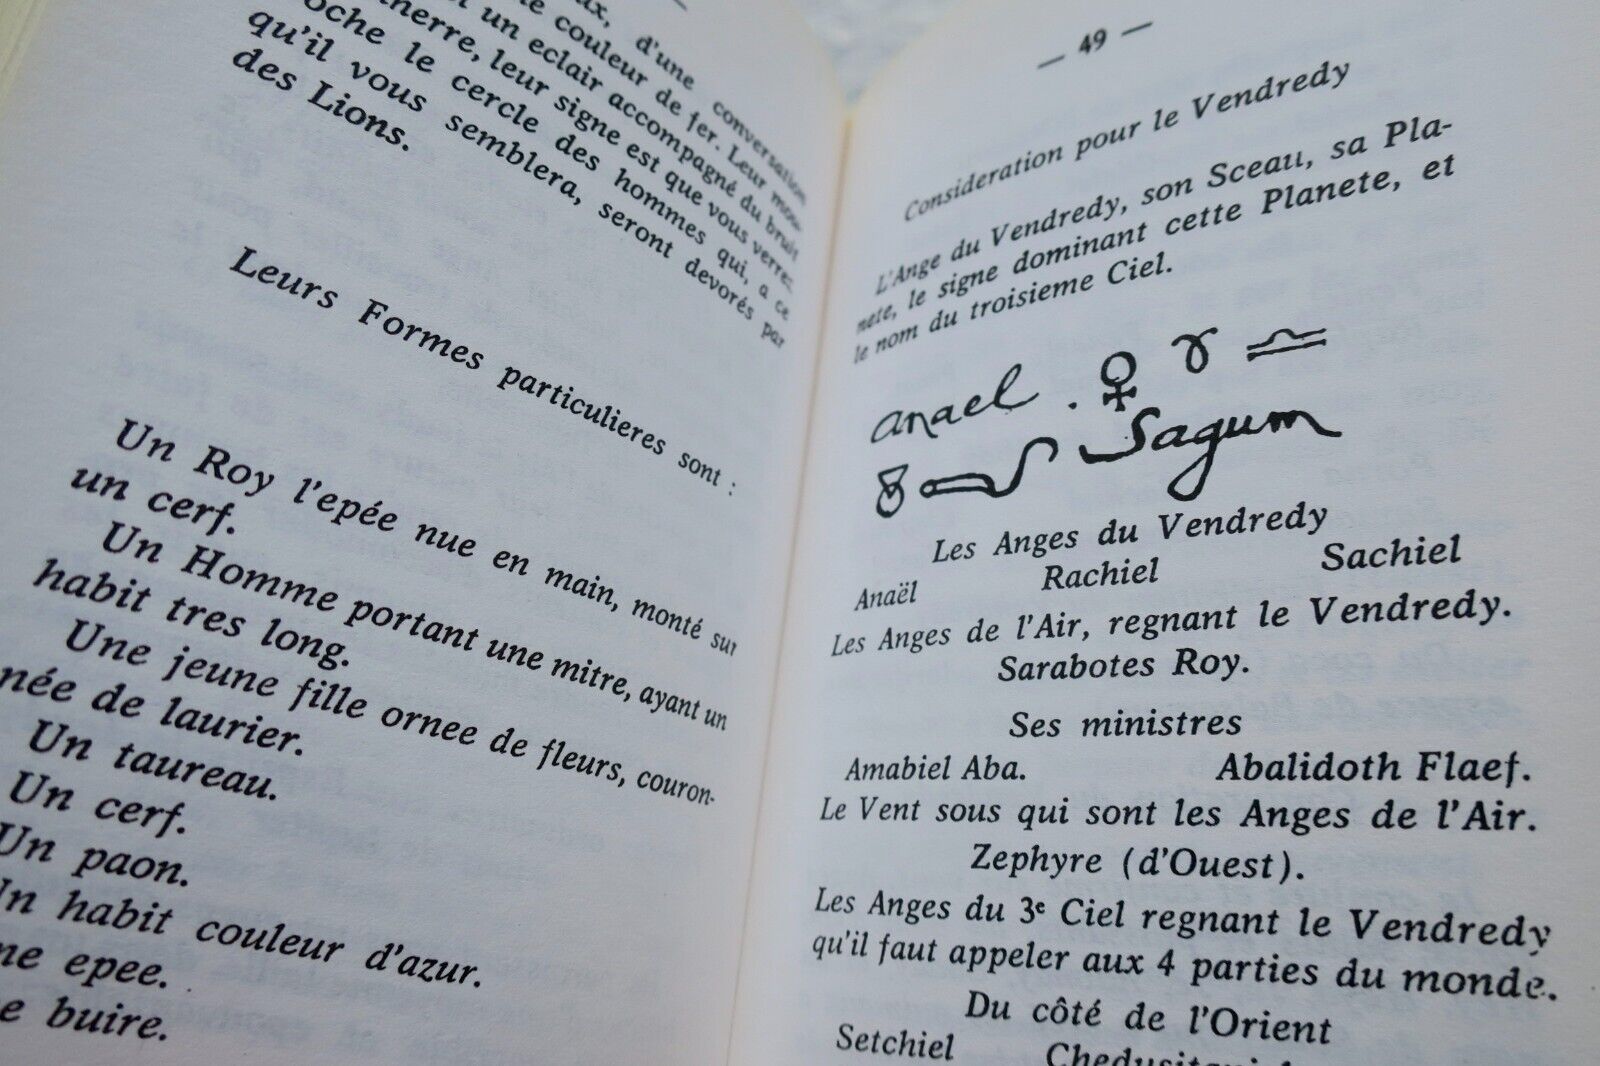 d'une conversation
couleur de fer. Leur mou-
un eclair accompagné du bruit
leur signe est que vous verrez
le cercle des hommes qui, a ce
qu'il vous semblera, seront devorés par
des Lions.
Leurs Formes particulieres sont :
Un Roy l'epée nue en main, monté sur
un cerf.
Un Homme portant une mitre, ayant un
habit tres long.
Une jeune fille ornee de fleurs, couron-
née de laurier.
Un taureau.
Un cerf.
Un paon.
Un habit couleur d'azur.
epee.
buire.
— 49 —
Consideration pour le Vendredy
L'Ange du Vendredy, son Sceau, sa Pla-
nete, le signe dominant cette Planete, et
le nom du troisieme Ciel.
anael . ♀ ♈ ♎
Sagum
Les Anges du Vendredy
Anaël Rachiel Sachiel
Les Anges de l'Air, regnant le Vendredy.
Sarabotes Roy.
Ses ministres
Amabiel Aba. Abalidoth Flaef.
Le Vent sous qui sont les Anges de l'Air.
Zephyre (d'Ouest).
Les Anges du 3e Ciel regnant le Vendredy
qu'il faut appeler aux 4 parties du monde.
Du côté de l'Orient
Setchiel